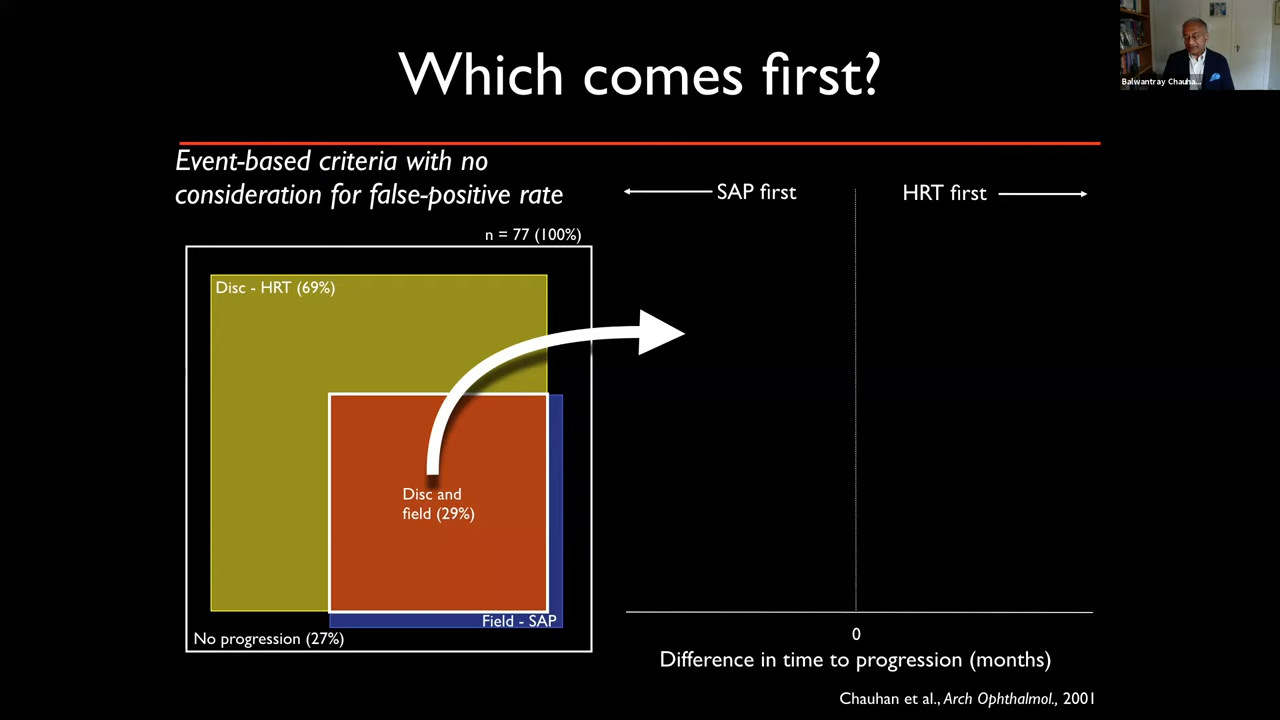 Which comes first?
Balwantray Chauha...
Event-based criteria with no
consideration for false-positive rate
SAP first
HRT first
n = 77 (100%)
Disc - HRT (69%)
Disc and
field (29%)
Field - SAP
No progression (27%)
0
Difference in time to progression (months)
Chauhan et al., Arch Ophthalmol., 2001